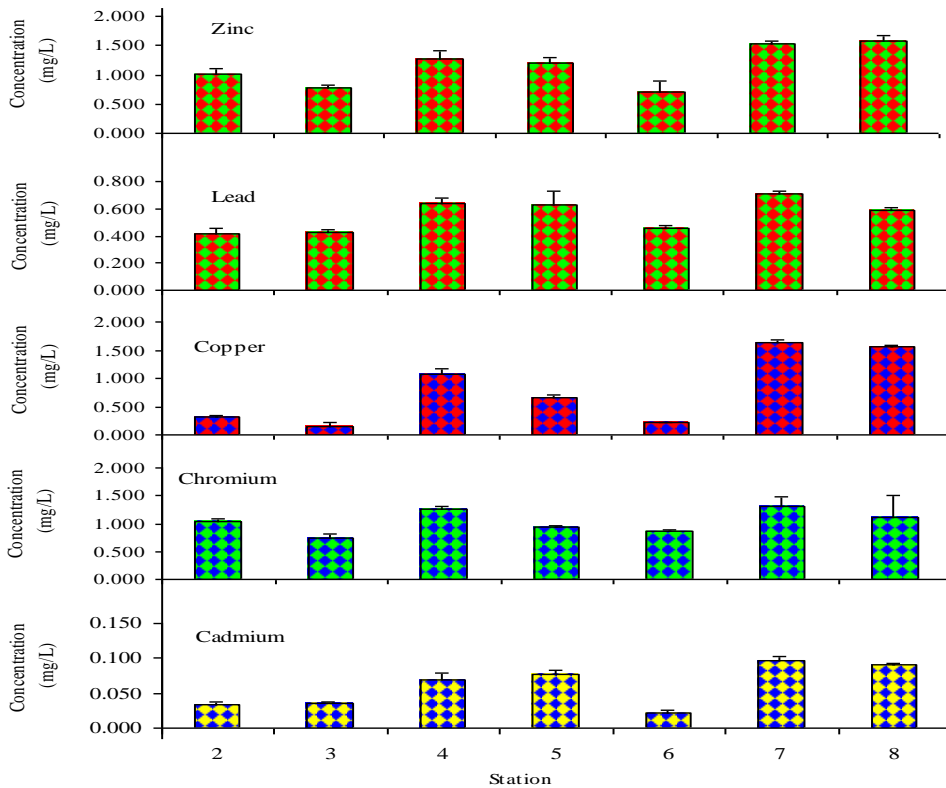 Concentration
(mg/L)
Zinc
2.000
1.500
1.000
0.500
0.000
Concentration
(mg/L)
Lead
0.800
0.600
0.400
0.200
0.000
Concentration
(mg/L)
Copper
2.000
1.500
1.000
0.500
0.000
Concentration
(mg/L)
Chromium
2.000
1.500
1.000
0.500
0.000
Concentration
(mg/L)
Cadmium
0.150
0.100
0.050
0.000
2 3 4 5 6 7 8
Station